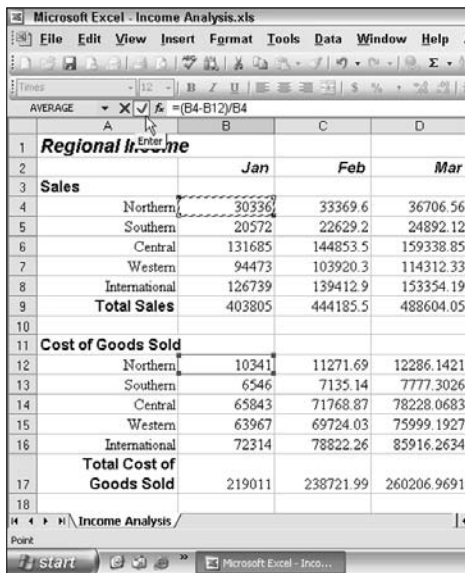 Microsoft Excel - Income Analysis.xls
File Edit View Insert Format Tools Data Window Help
Times 12 B I U $ %
AVERAGE fx =(B4-B12)/B4
Enter
A B C D
1 Regional Income
2 Jan Feb Mar
3 Sales
4 Northern 30336 33369.6 36706.56
5 Southern 20572 22629.2 24892.12
6 Central 131685 144853.5 159338.85
7 Western 94473 103920.3 114312.33
8 International 126739 139412.9 153354.19
9 Total Sales 403805 444185.5 488604.05
10
11 Cost of Goods Sold
12 Northern 10341 11271.69 12286.1421
13 Southern 6546 7135.14 7777.3026
14 Central 65843 71768.87 78228.0683
15 Western 63967 69724.03 75999.1927
16 International 72314 78822.26 85916.2634
Total Cost of
17 Goods Sold 219011 238721.99 260206.9691
18
Income Analysis
Point
start Microsoft Excel - Inco...